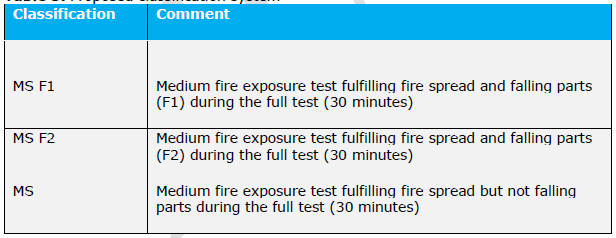 Table 3: Proposed classification system
Classification Comment
MS F1 Medium fire exposure test fulfilling fire spread and falling parts
(F1) during the full test (30 minutes)
MS F2 Medium fire exposure test fulfilling fire spread and falling parts
(F2) during the full test (30 minutes)
MS Medium fire exposure test fulfilling fire spread but not falling
parts during the full test (30 minutes)